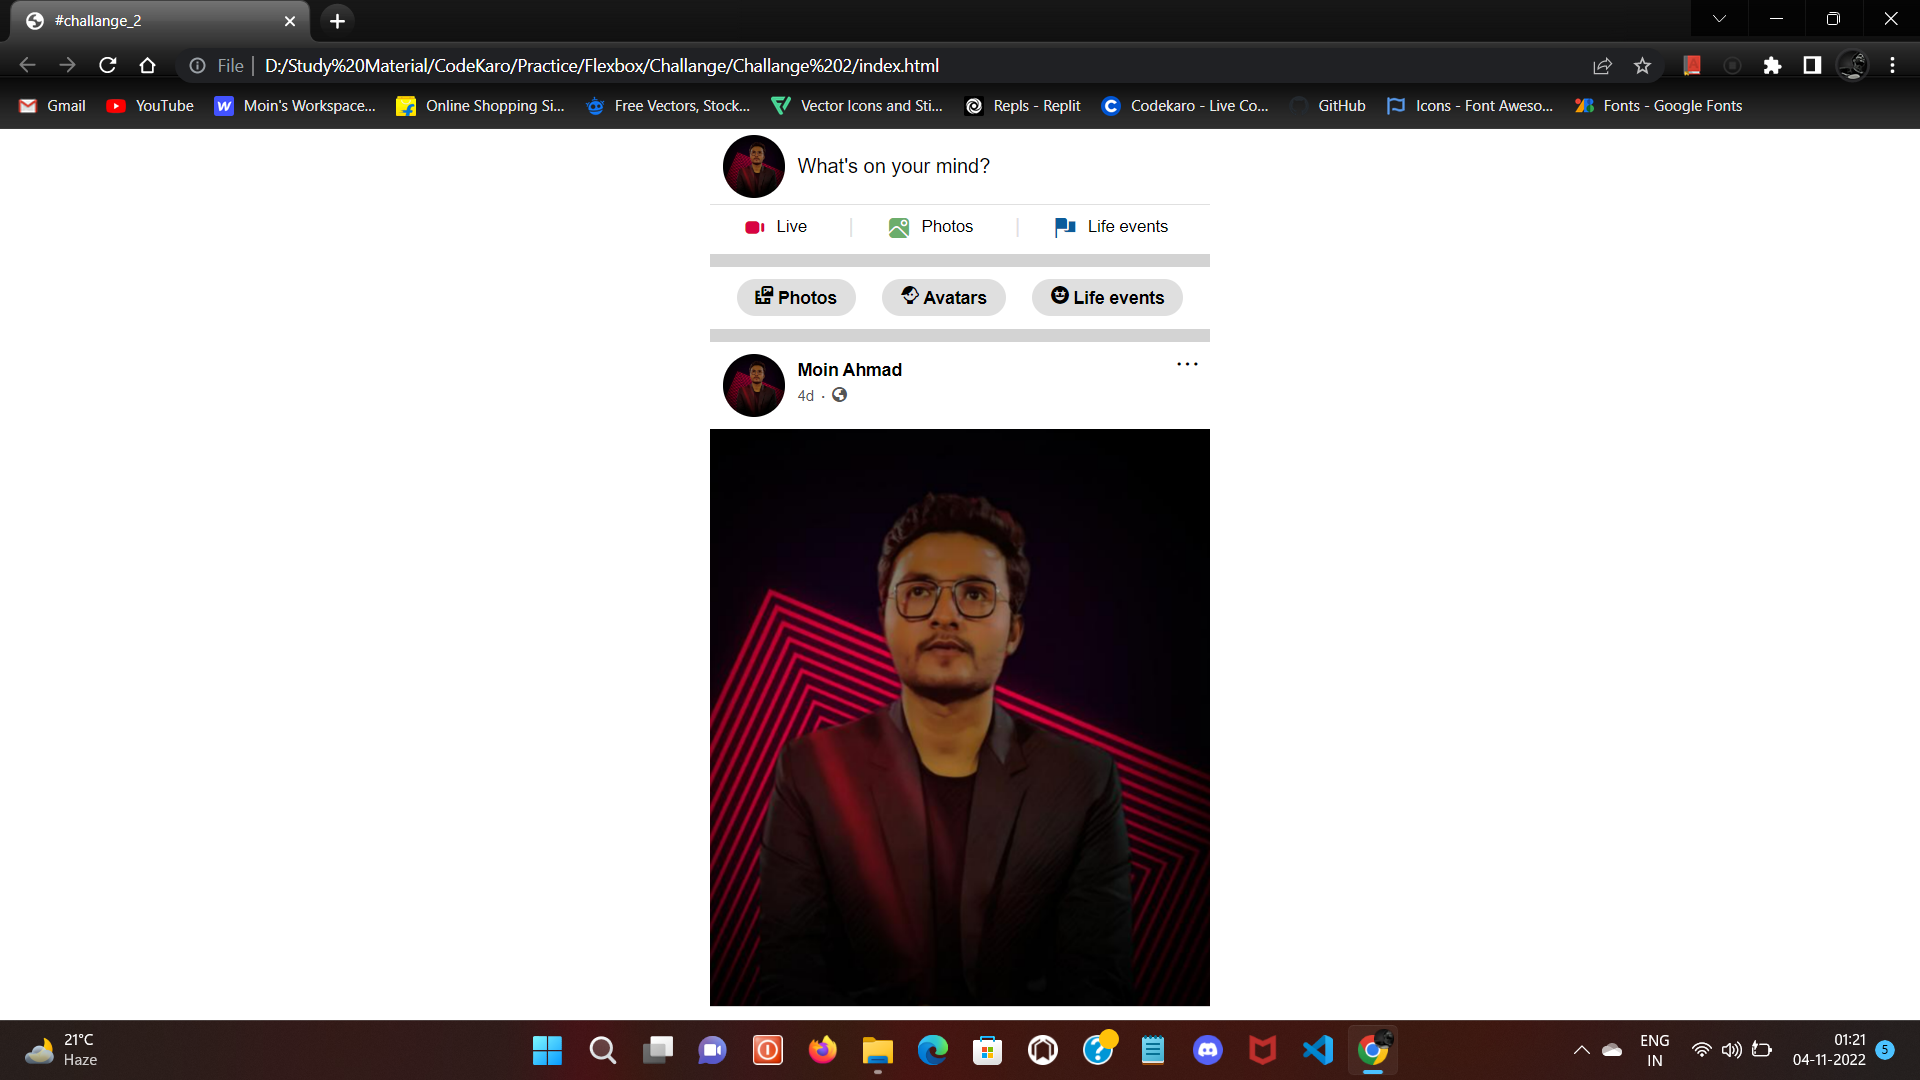 #challange_2
File
D:/Study%20Material/CodeKaro/Practice/Flexbox/Challange/Challange%202/index.html
Gmail YouTube Moin's Workspace... Online Shopping Si... Free Vectors, Stock... Vector Icons and Sti... Repls - Replit Codekaro - Live Co... GitHub Icons - Font Aweso... Fonts - Google Fonts
What's on your mind?
Live Photos Life events
Photos Avatars Life events
Moin Ahmad
4d ·
21°C
Haze
ENG
IN
01:21
04-11-2022
5